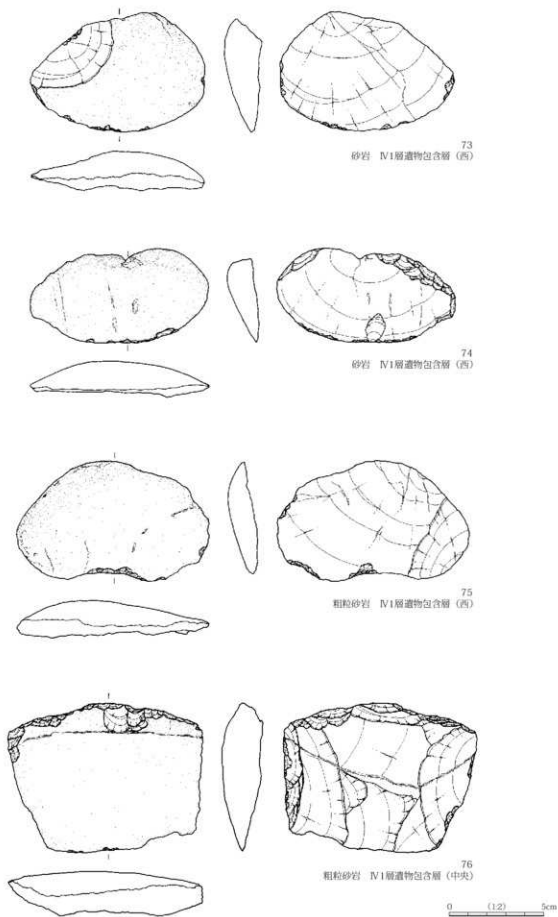 73
砂岩 Ⅳ1層遺物包含層（西）
74
砂岩 Ⅳ1層遺物包含層（西）
75
粗粒砂岩 Ⅳ1層遺物包含層（西）
76
粗粒砂岩 Ⅳ1層遺物包含層（中央）
0 (1:2) 5cm